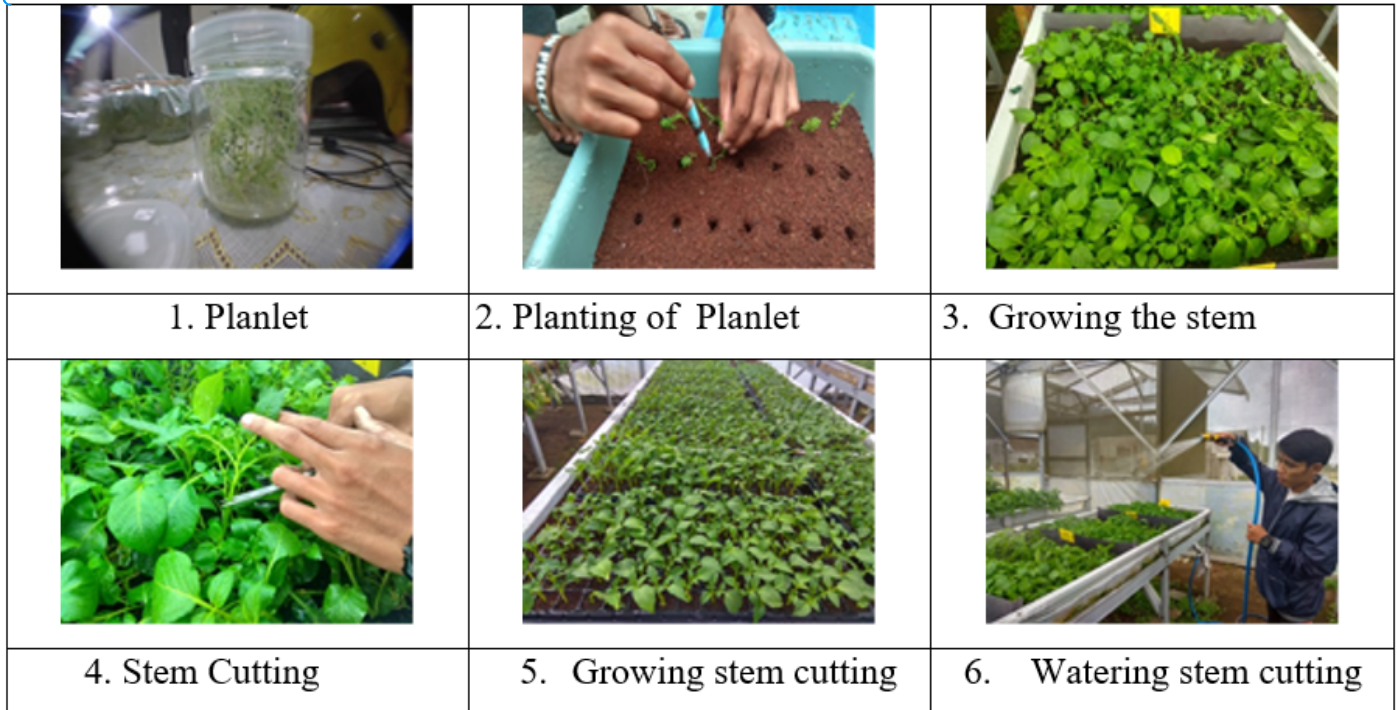 1. Planlet
2. Planting of Planlet
3. Growing the stem
4. Stem Cutting
5. Growing stem cutting
6. Watering stem cutting